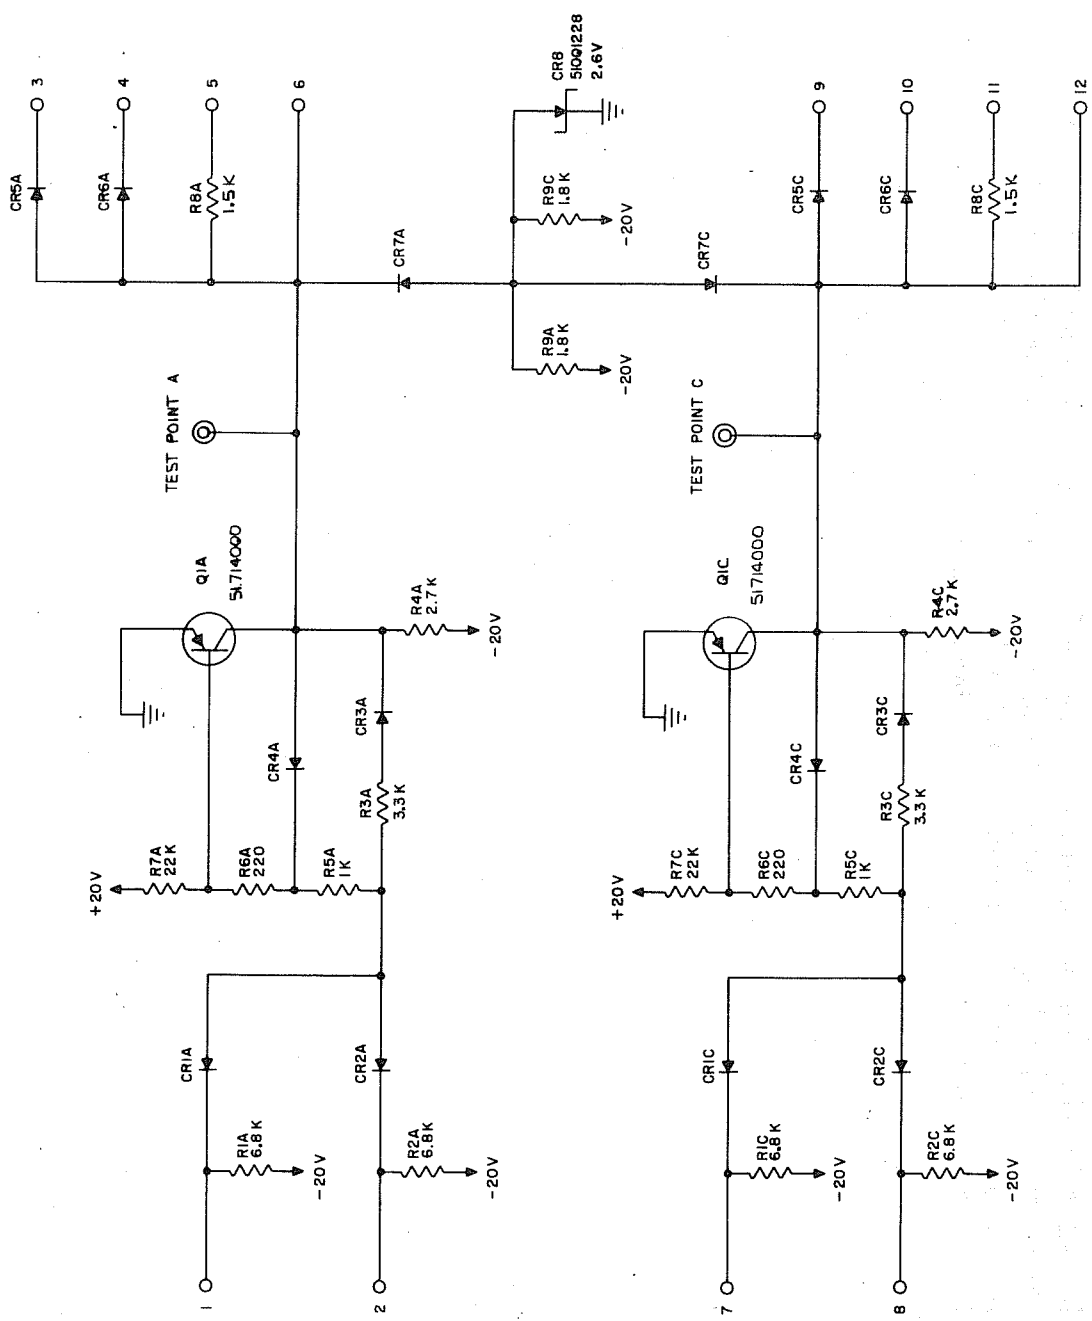 3
CR5A
4
CR6A
5
R8A
1.5K
6
CR7A
CR8
51001228
2.6V
R9C
1.8K
-20V
R9A
1.8K
-20V
CR7C
9
CR5C
10
CR6C
11
R8C
1.5K
12
TEST POINT A
TEST POINT C
Q1A
51714000
R4A
2.7K
-20V
CR3A
CR4A
R3A
3.3K
+20V
R7A
22K
R6A
220
R5A
1K
Q1C
51714000
R4C
2.7K
-20V
CR3C
CR4C
R3C
3.3K
+20V
R7C
22K
R6C
220
R5C
1K
CR1A
CR2A
R1A
6.8K
-20V
R2A
6.8K
-20V
1
2
CR1C
CR2C
R1C
6.8K
-20V
R2C
6.8K
-20V
7
8